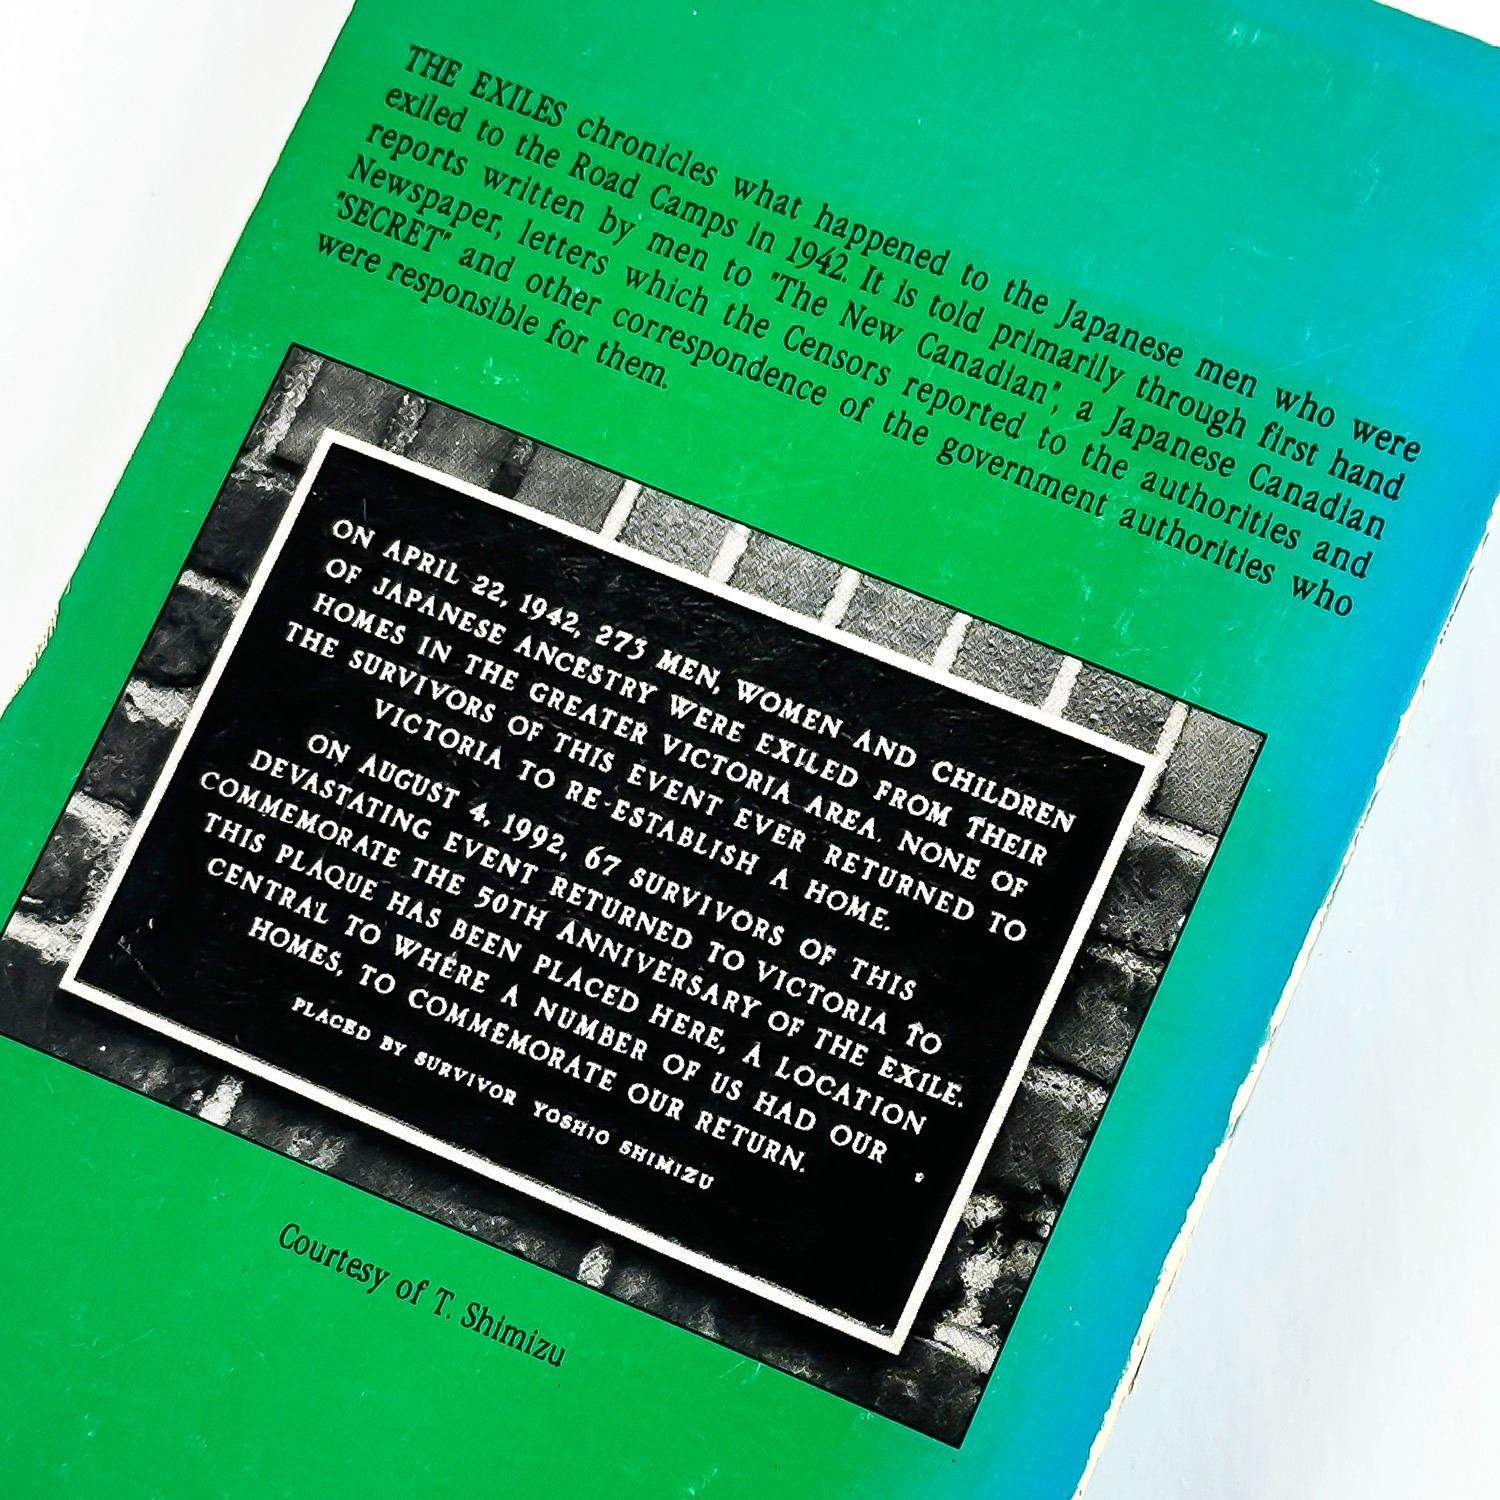 THE EXILES chronicles what happened to the Japanese men who were
exiled to the Road Camps in 1942. It is told primarily through first hand
reports written by men to "The New Canadian", a Japanese Canadian
Newspaper, letters which the Censors reported to the authorities and
"SECRET" and other correspondence of the government authorities who
were responsible for them.
ON APRIL 22, 1942, 273 MEN, WOMEN AND CHILDREN
OF JAPANESE ANCESTRY WERE EXILED FROM THEIR
HOMES IN THE GREATER VICTORIA AREA. NONE OF
THE SURVIVORS OF THIS EVENT EVER RETURNED TO
VICTORIA TO RE-ESTABLISH A HOME.
ON AUGUST 4, 1992, 67 SURVIVORS OF THIS
DEVASTATING EVENT RETURNED TO VICTORIA TO
COMMEMORATE THE 50TH ANNIVERSARY OF THE EXILE.
THIS PLAQUE HAS BEEN PLACED HERE, A LOCATION
CENTRAL TO WHERE A NUMBER OF US HAD OUR
HOMES, TO COMMEMORATE OUR RETURN.
PLACED BY SURVIVOR YOSHIO SHIMIZU
Courtesy of T. Shimizu